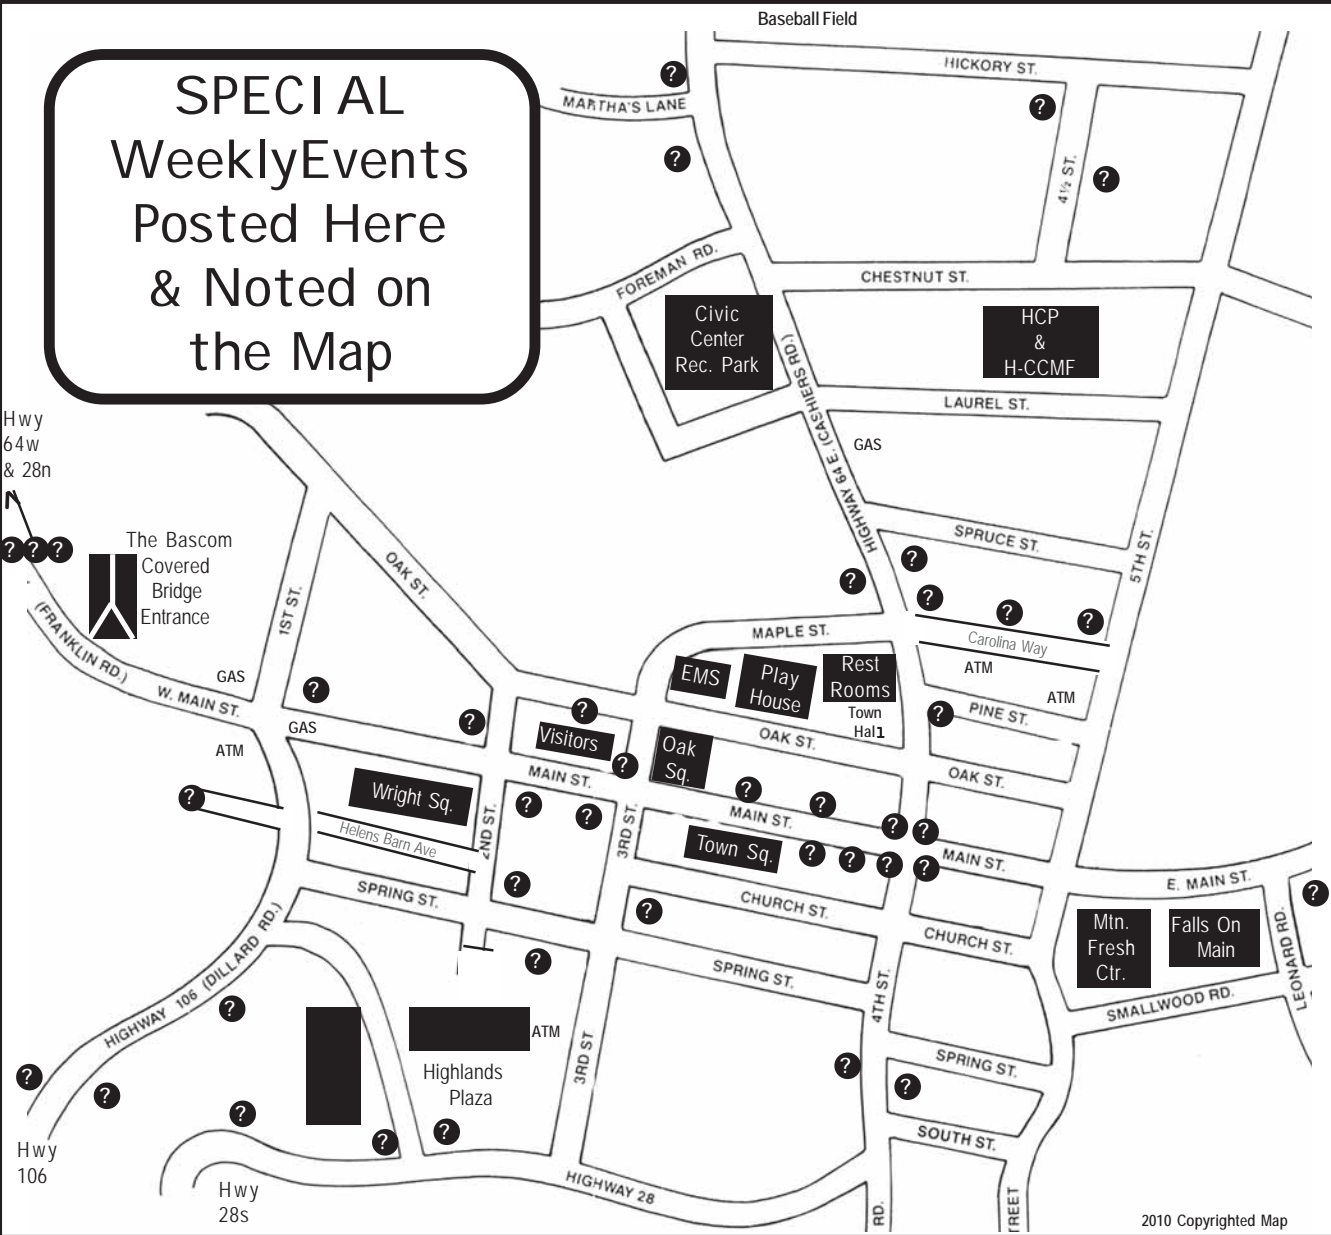 Baseball Field
SPECIAL
WeeklyEvents
Posted Here
& Noted on
the Map
HICKORY ST.
MARTHA'S LANE
4½ ST.
FOREMAN RD.
CHESTNUT ST.
Civic
Center
Rec. Park
HCP
&
H-CCMF
HIGHWAY 64 E. (CASHIERS RD.)
LAUREL ST.
GAS
Hwy
64w
& 28n
The Bascom
Covered
Bridge
Entrance
SPRUCE ST.
5TH ST.
OAK ST.
1ST ST.
(FRANKLIN RD.)
W. MAIN ST.
GAS
GAS
ATM
MAPLE ST.
Carolina Way
ATM
ATM
EMS
Play
House
Rest
Rooms
Town
Hal1
PINE ST.
OAK ST.
OAK ST.
Visitors
Oak
Sq.
MAIN ST.
MAIN ST.
MAIN ST.
Wright Sq.
Helens Barn Ave
2ND ST.
3RD ST.
Town Sq.
E. MAIN ST.
SPRING ST.
CHURCH ST.
CHURCH ST.
Mtn.
Fresh
Ctr.
Falls On
Main
LEONARD RD.
SPRING ST.
4TH ST.
SMALLWOOD RD.
HIGHWAY 106 (DILLARD RD.)
ATM
Highlands
Plaza
3RD ST
SPRING ST.
SOUTH ST.
Hwy
106
Hwy
28s
HIGHWAY 28
RD.
TREET
2010 Copyrighted Map
? ? ? ? ? ? ? ? ? ? ? ? ? ? ? ? ? ? ? ? ? ? ? ? ? ? ? ? ? ? ? ? ? ? ? ? ? ? ? ? ?